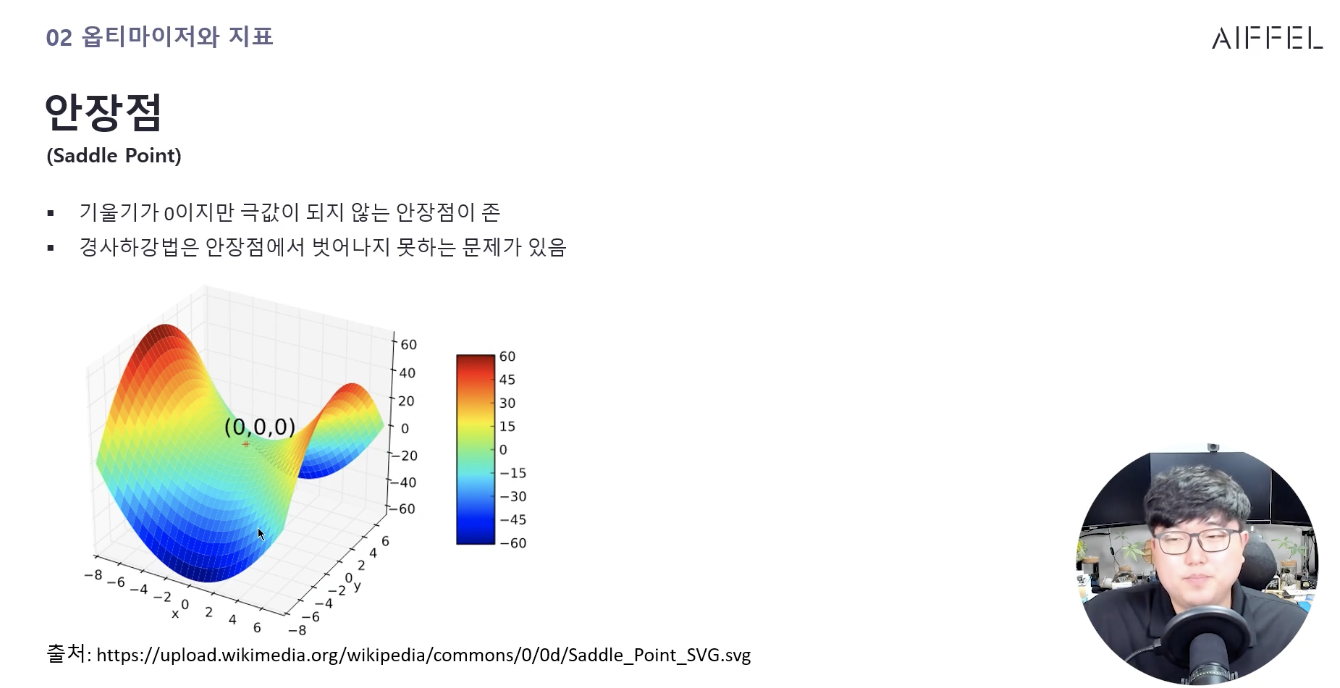 02 옵티마이저와 지표
AIFFEL
안장점
(Saddle Point)
▪ 기울기가 0이지만 극값이 되지 않는 안장점이 존
▪ 경사하강법은 안장점에서 벗어나지 못하는 문제가 있음
(0,0,0)
60
40
20
0
−20
−40
−60
60
45
30
15
0
−15
−30
−45
−60
−8 −6 −4 −2 0 2 4 6
x
−8 −6 −4 −2 0 2 4 6
y
출처: https://upload.wikimedia.org/wikipedia/commons/0/0d/Saddle_Point_SVG.svg